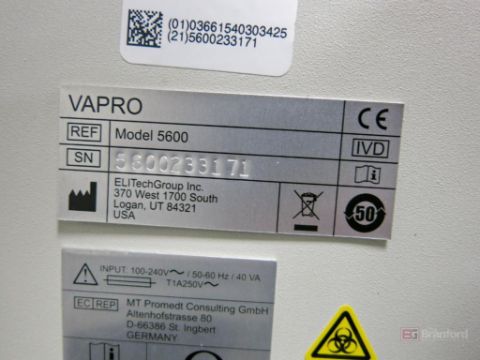 (01)03661540303425
(21)5600233171
VAPRO
REF Model 5600
SN 5600233171
ELITechGroup Inc.
370 West 1700 South
Logan, UT 84321
USA
CE
IVD
i
50
INPUT: 100-240V~ / 50-60 Hz / 40 VA
T1A250V~
EC REP MT Promedt Consulting GmbH
Altenhofstrasse 80
D-66386 St. Ingbert
GERMANY
Branford